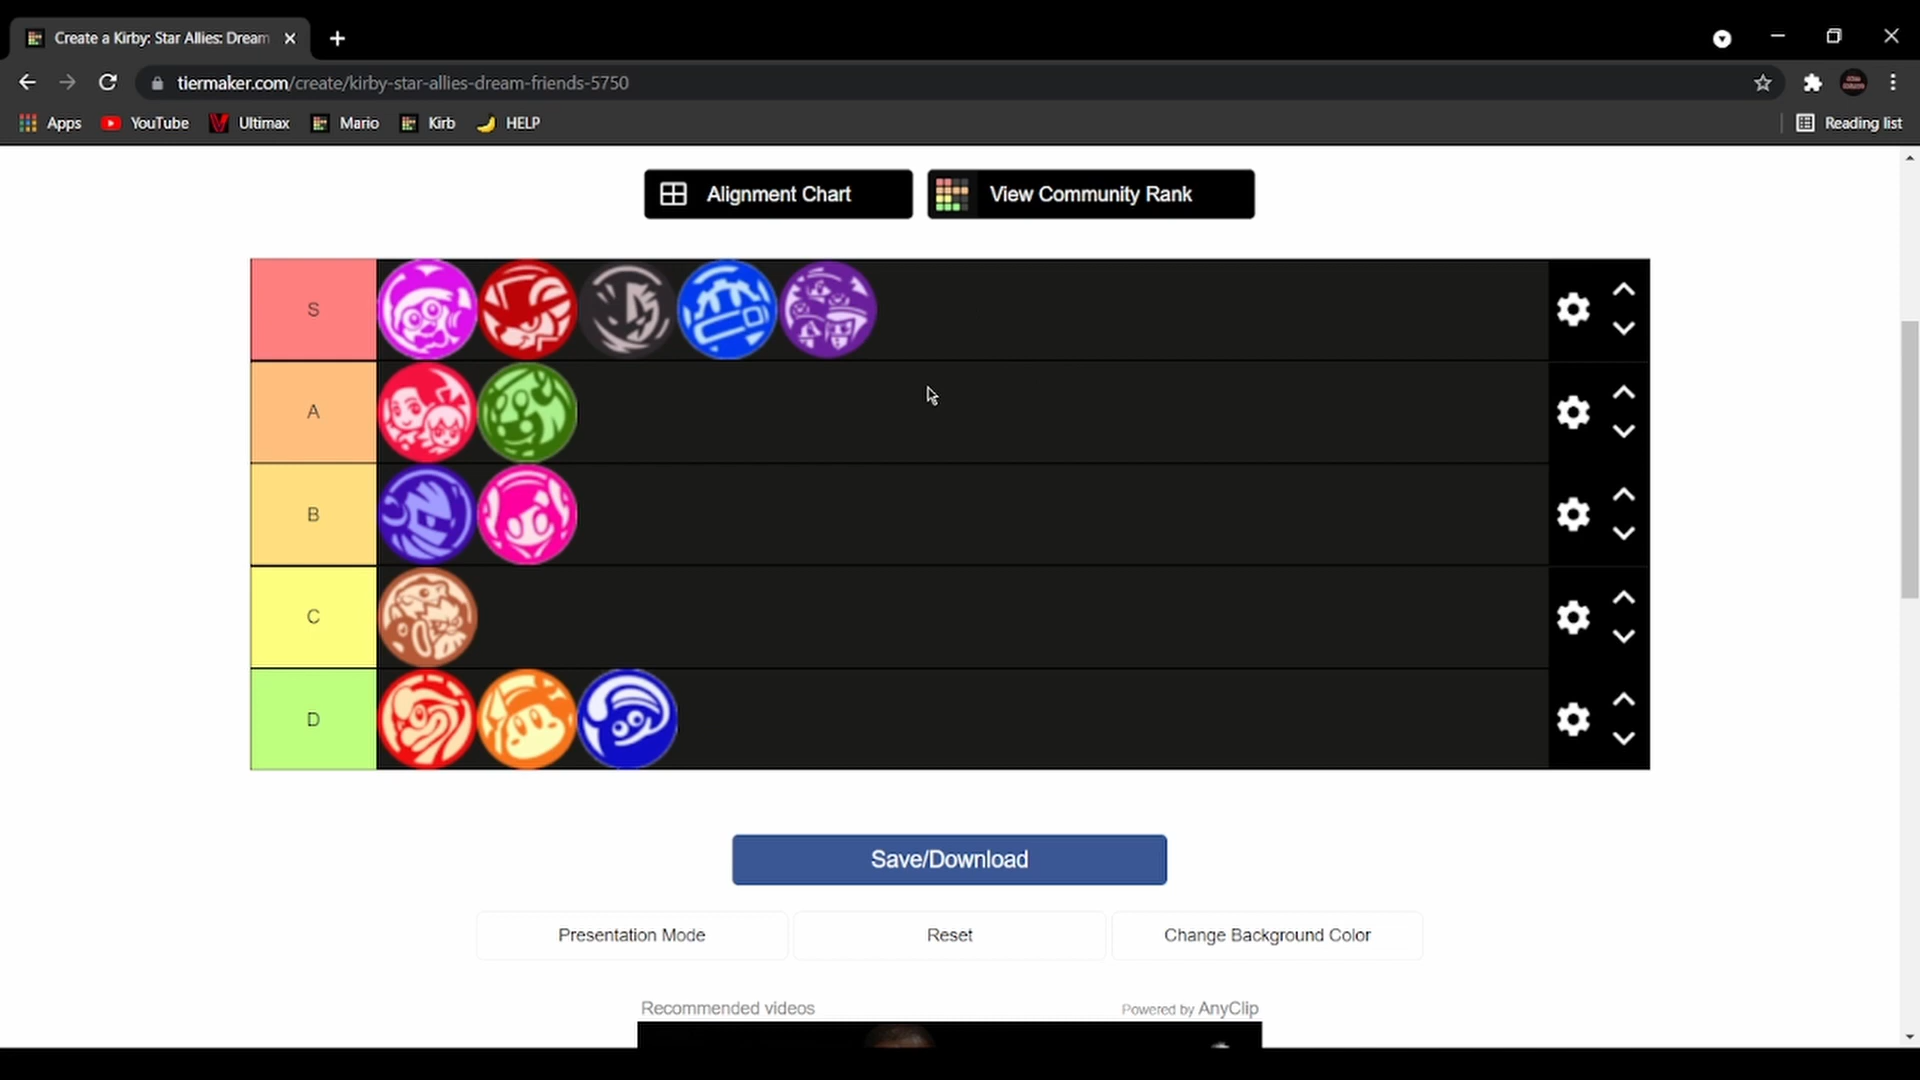 Create a Kirby: Star Allies: Dream
tiermaker.com/create/kirby-star-allies-dream-friends-5750
Apps YouTube Ultimax Mario Kirb HELP Reading list
Alignment Chart View Community Rank
S
A
B
C
D
Save/Download
Presentation Mode Reset Change Background Color
Recommended videos Powered by AnyClip